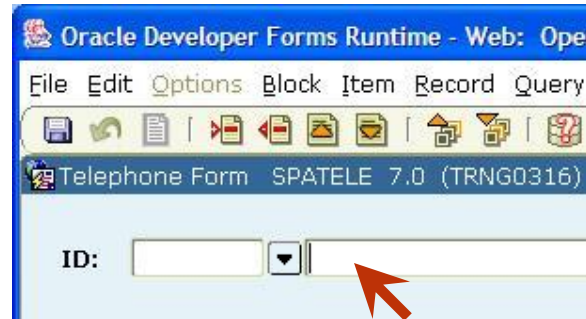 Oracle Developer Forms Runtime - Web: Ope
File Edit Options Block Item Record Query
Telephone Form SPATELE 7.0 (TRNG0316)
ID: